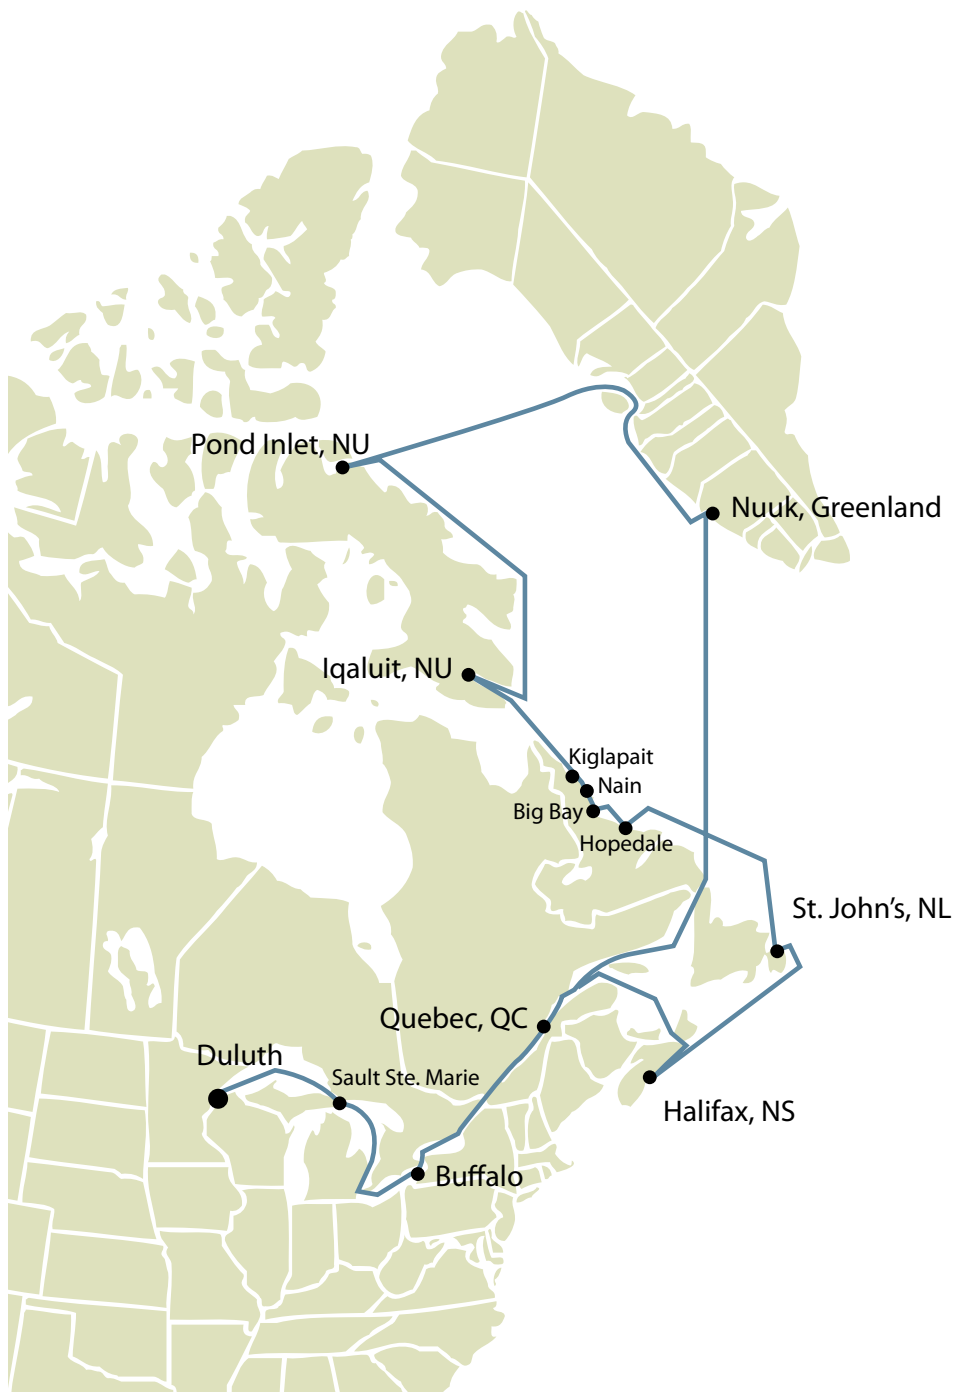 Pond Inlet, NU
Nuuk, Greenland
Iqaluit, NU
Kiglapait
Nain
Big Bay
Hopedale
St. John’s, NL
Quebec, QC
Duluth
Sault Ste. Marie
Halifax, NS
Buffalo